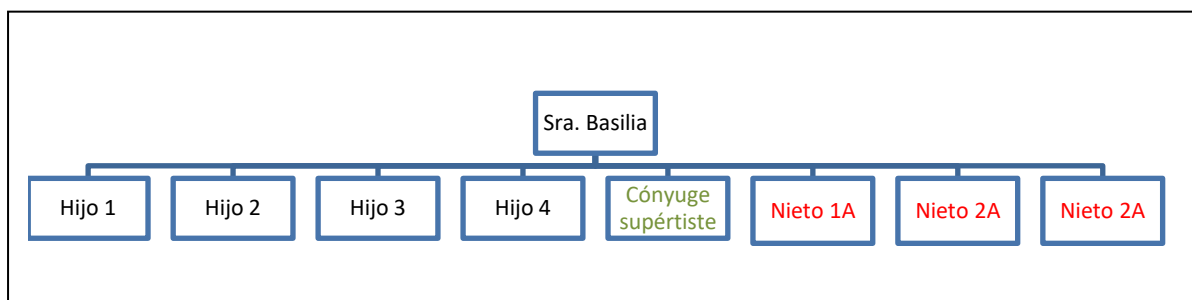 Sra. Basilia
Hijo 1
Hijo 2
Hijo 3
Hijo 4
Cónyuge
supértiste
Nieto 1A
Nieto 2A
Nieto 2A